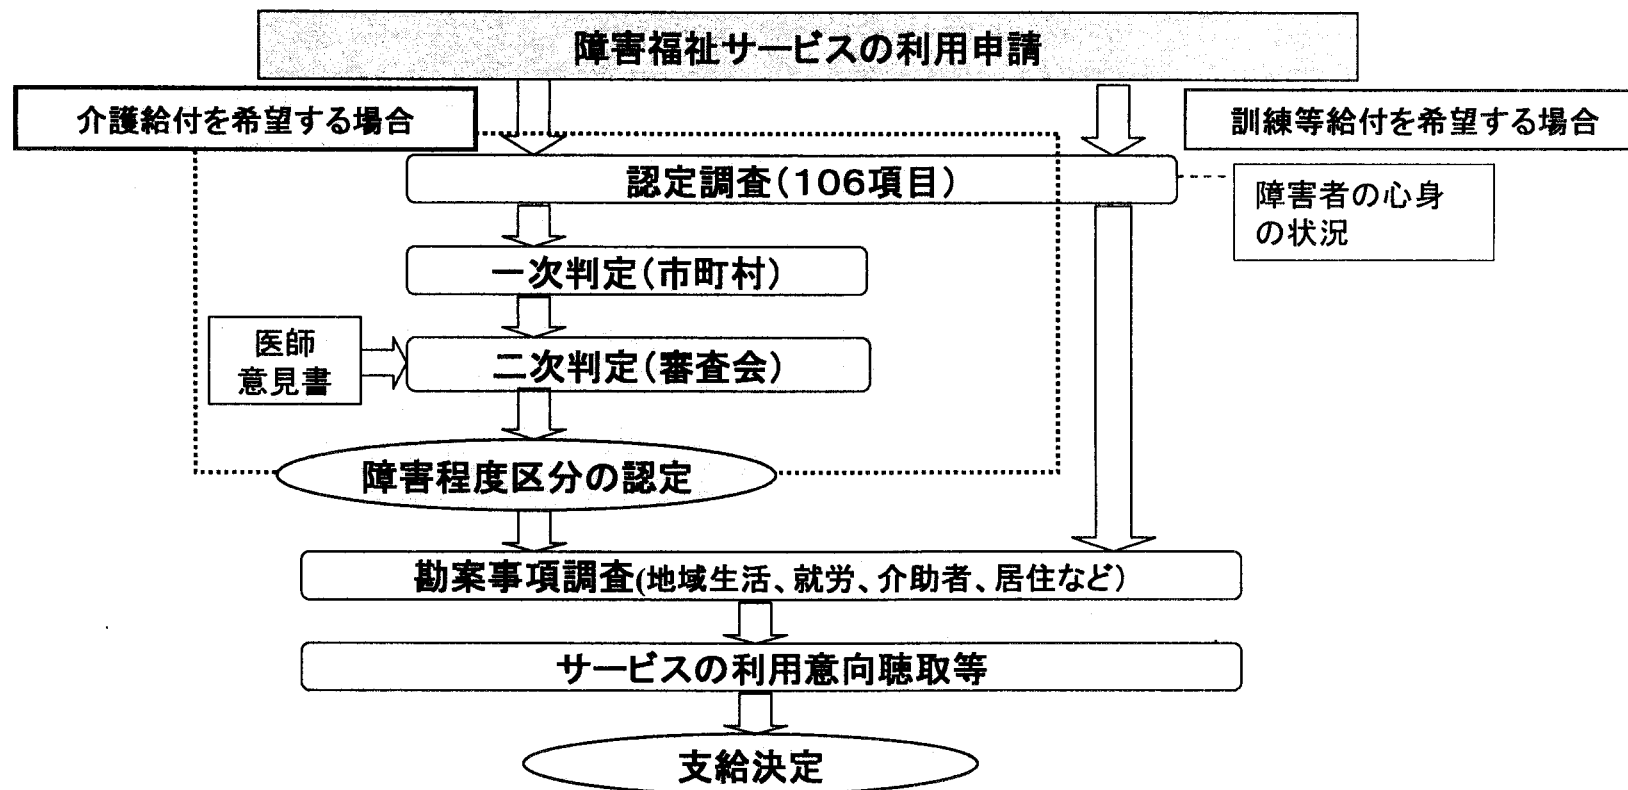 障害福祉サービスの利用申請
介護給付を希望する場合
訓練等給付を希望する場合
認定調査(106項目)
障害者の心身
の状況
一次判定(市町村)
医師
意見書
二次判定(審査会)
障害程度区分の認定
勘案事項調査(地域生活、就労、介助者、居住など)
サービスの利用意向聴取等
支給決定